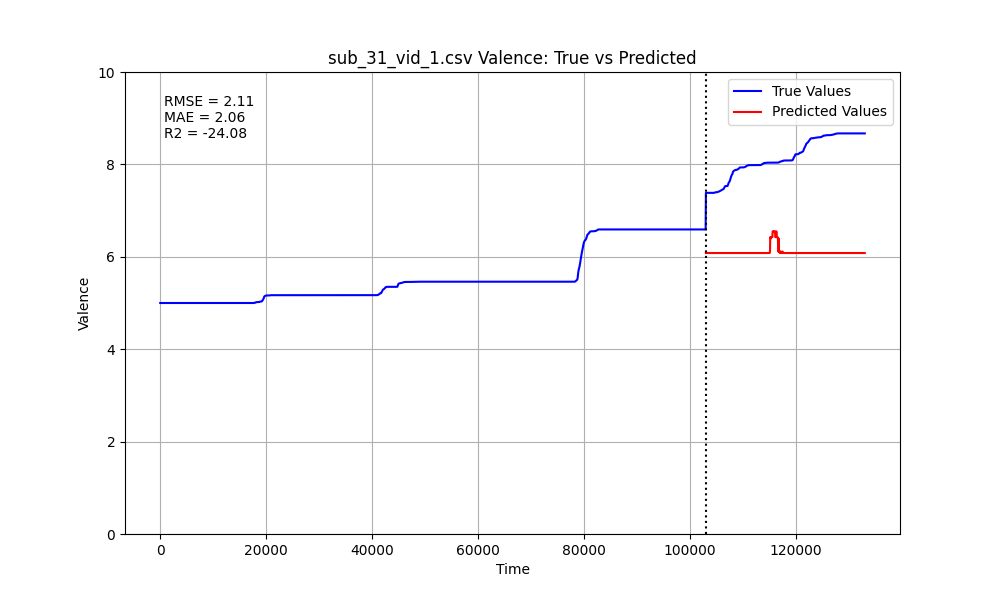 sub_31_vid_1.csv Valence: True vs Predicted
RMSE = 2.11
MAE = 2.06
R2 = -24.08
True Values
Predicted Values
10
8
6
4
2
0
Valence
0 20000 40000 60000 80000 100000 120000
Time